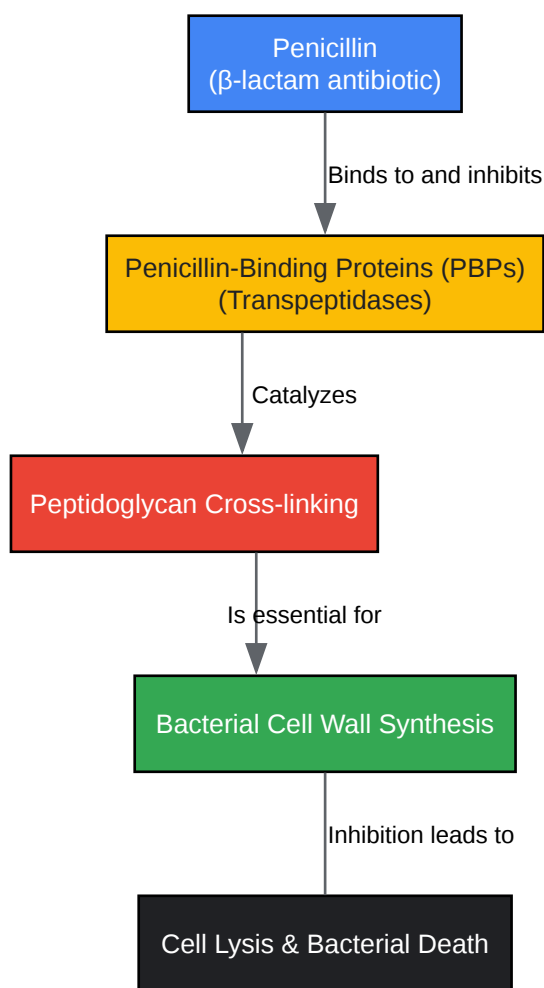 Penicillin
(β-lactam antibiotic)
Binds to and inhibits
Penicillin-Binding Proteins (PBPs)
(Transpeptidases)
Catalyzes
Peptidoglycan Cross-linking
Is essential for
Bacterial Cell Wall Synthesis
Inhibition leads to
Cell Lysis & Bacterial Death